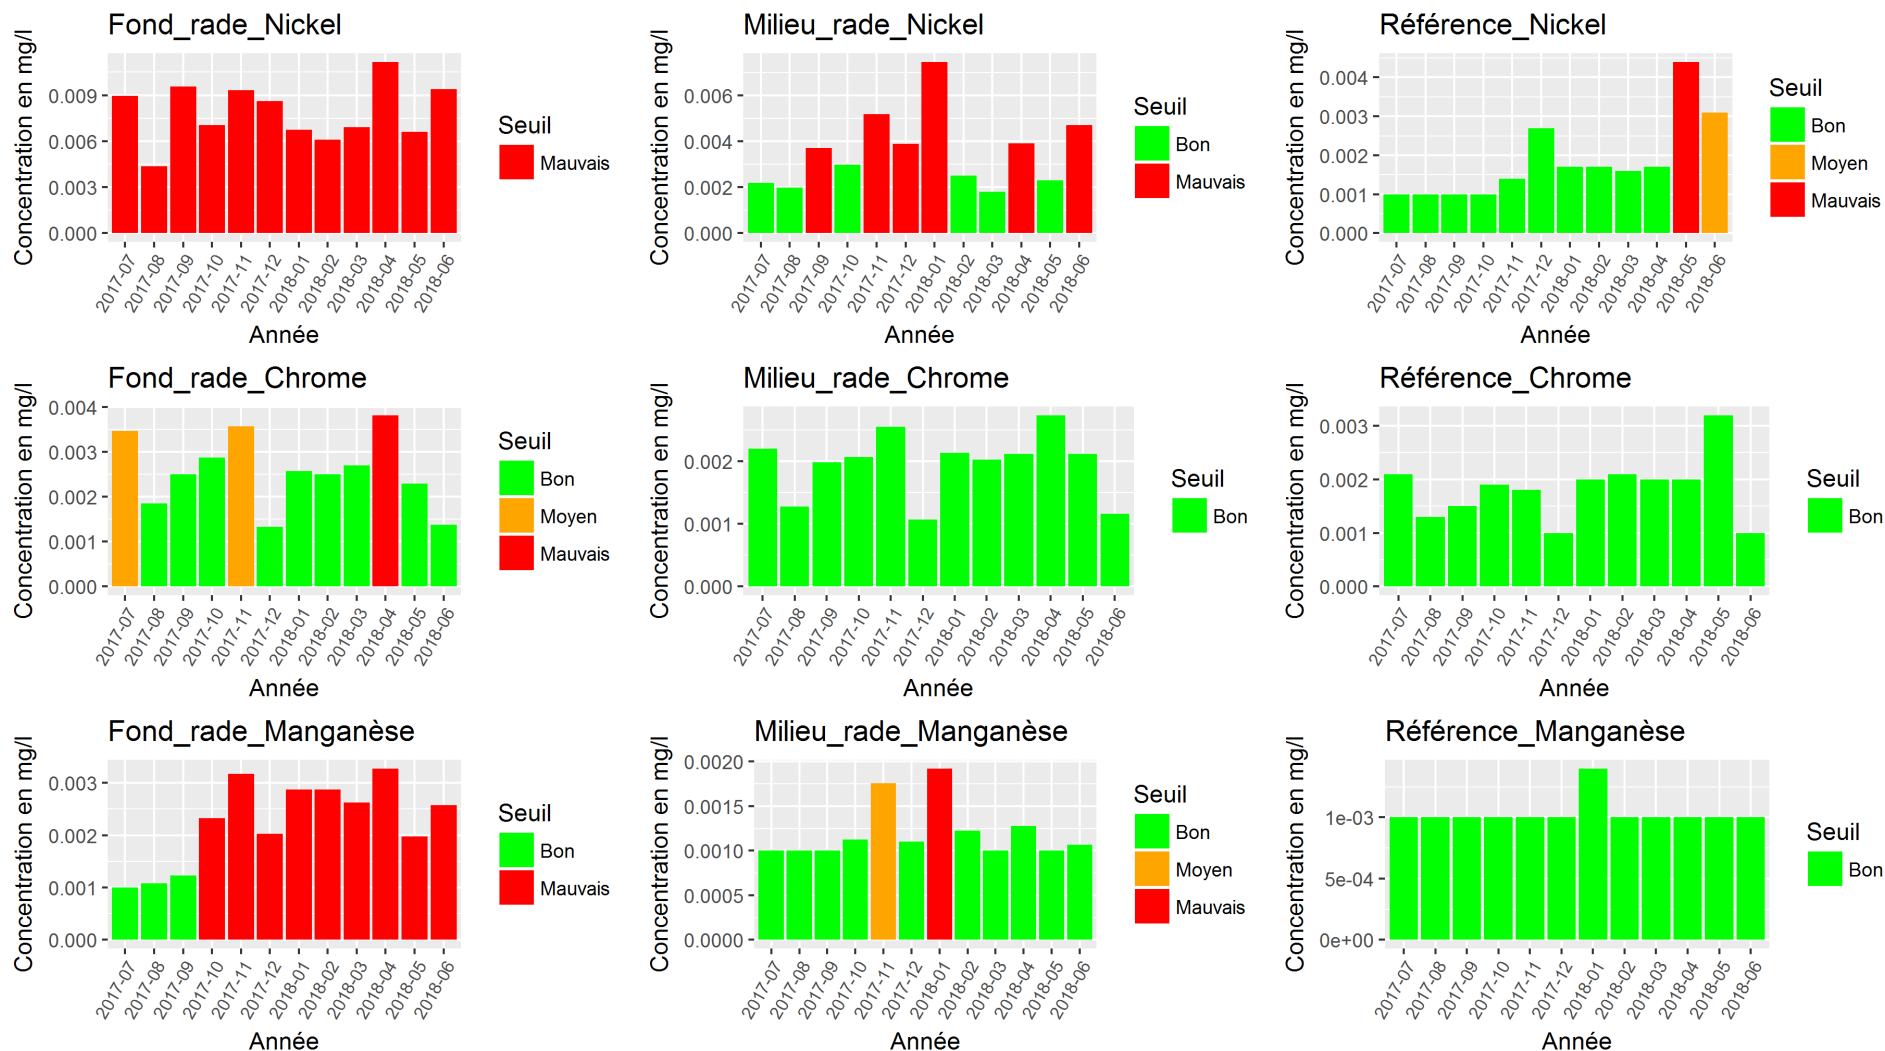 Fond_rade_Nickel
Concentration en mg/l
0.009
0.006
0.003
0.000
2017-07 2017-08 2017-09 2017-10 2017-11 2017-12 2018-01 2018-02 2018-03 2018-04 2018-05 2018-06
Année
Seuil
Mauvais
Milieu_rade_Nickel
Concentration en mg/l
0.006
0.004
0.002
0.000
2017-07 2017-08 2017-09 2017-10 2017-11 2017-12 2018-01 2018-02 2018-03 2018-04 2018-05 2018-06
Année
Seuil
Bon
Mauvais
Référence_Nickel
Concentration en mg/l
0.004
0.003
0.002
0.001
0.000
2017-07 2017-08 2017-09 2017-10 2017-11 2017-12 2018-01 2018-02 2018-03 2018-04 2018-05 2018-06
Année
Seuil
Bon
Moyen
Mauvais
Fond_rade_Chrome
Concentration en mg/l
0.004
0.003
0.002
0.001
0.000
2017-07 2017-08 2017-09 2017-10 2017-11 2017-12 2018-01 2018-02 2018-03 2018-04 2018-05 2018-06
Année
Seuil
Bon
Moyen
Mauvais
Milieu_rade_Chrome
Concentration en mg/l
0.002
0.001
0.000
2017-07 2017-08 2017-09 2017-10 2017-11 2017-12 2018-01 2018-02 2018-03 2018-04 2018-05 2018-06
Année
Seuil
Bon
Référence_Chrome
Concentration en mg/l
0.003
0.002
0.001
0.000
2017-07 2017-08 2017-09 2017-10 2017-11 2017-12 2018-01 2018-02 2018-03 2018-04 2018-05 2018-06
Année
Seuil
Bon
Fond_rade_Manganèse
Concentration en mg/l
0.003
0.002
0.001
0.000
2017-07 2017-08 2017-09 2017-10 2017-11 2017-12 2018-01 2018-02 2018-03 2018-04 2018-05 2018-06
Année
Seuil
Bon
Mauvais
Milieu_rade_Manganèse
Concentration en mg/l
0.0020
0.0015
0.0010
0.0005
0.0000
2017-07 2017-08 2017-09 2017-10 2017-11 2017-12 2018-01 2018-02 2018-03 2018-04 2018-05 2018-06
Année
Seuil
Bon
Moyen
Mauvais
Référence_Manganèse
Concentration en mg/l
1e-03
5e-04
0e+00
2017-07 2017-08 2017-09 2017-10 2017-11 2017-12 2018-01 2018-02 2018-03 2018-04 2018-05 2018-06
Année
Seuil
Bon